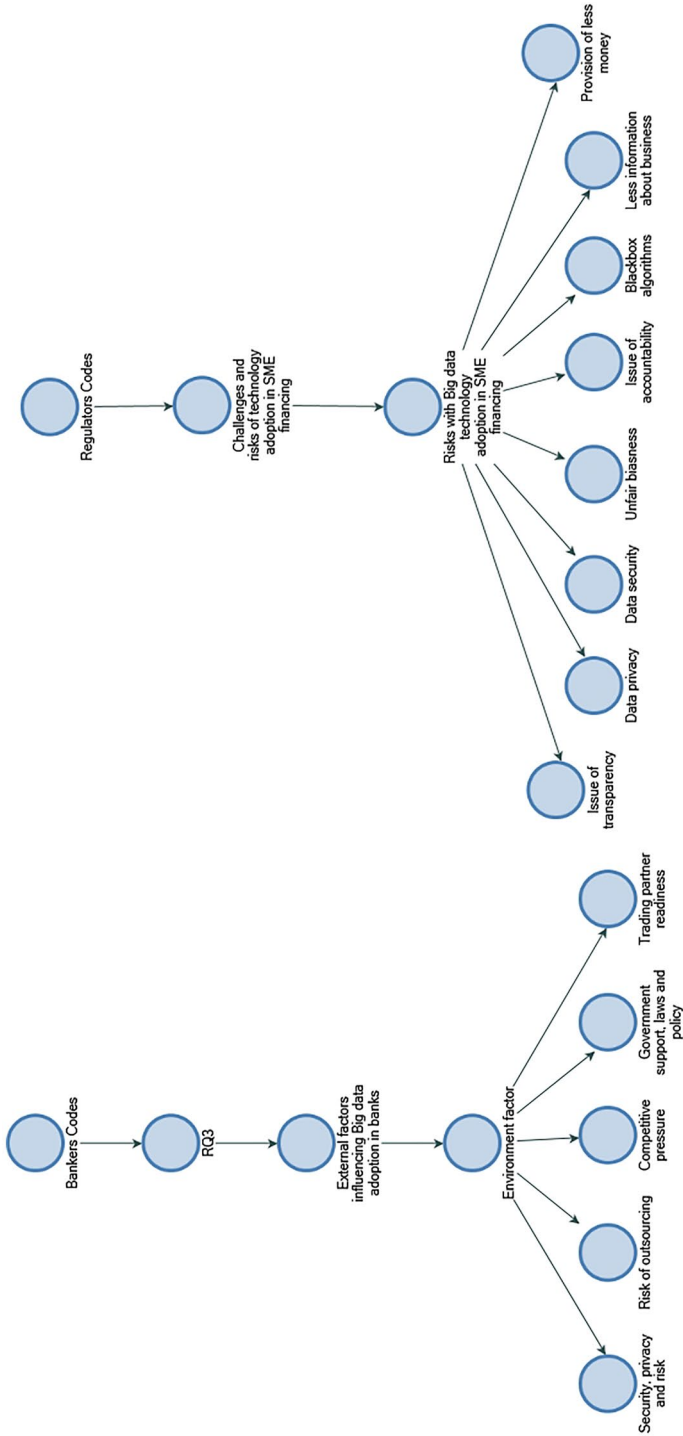 Bankers Codes
RQ3
External factors
influencing Big data
adoption in banks
Environment factor
Security, privacy
and risk
Risk of outsourcing
Competitive
pressure
Government
support, laws and
policy
Trading partner
readiness
Regulators Codes
Challenges and
risks of technology
adoption in SME
financing
Risks with Big data
technology
adoption in SME
financing
Issue of
transparency
Data privacy
Data security
Unfair biasness
Issue of
accountability
Blackbox
algorithms
Less information
about business
Provision of less
money